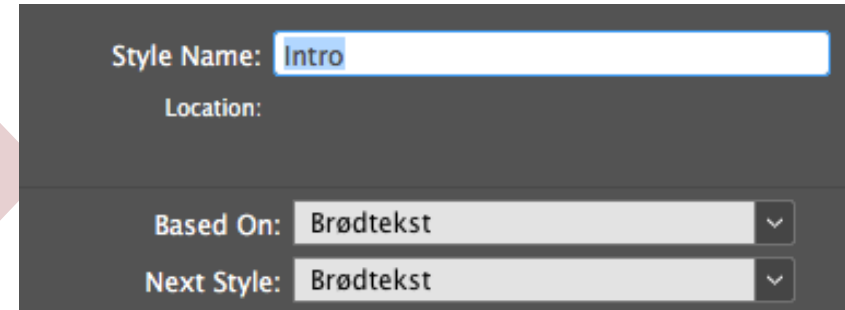 Style Name: Intro
Location:
Based On: Brødtekst
Next Style: Brødtekst